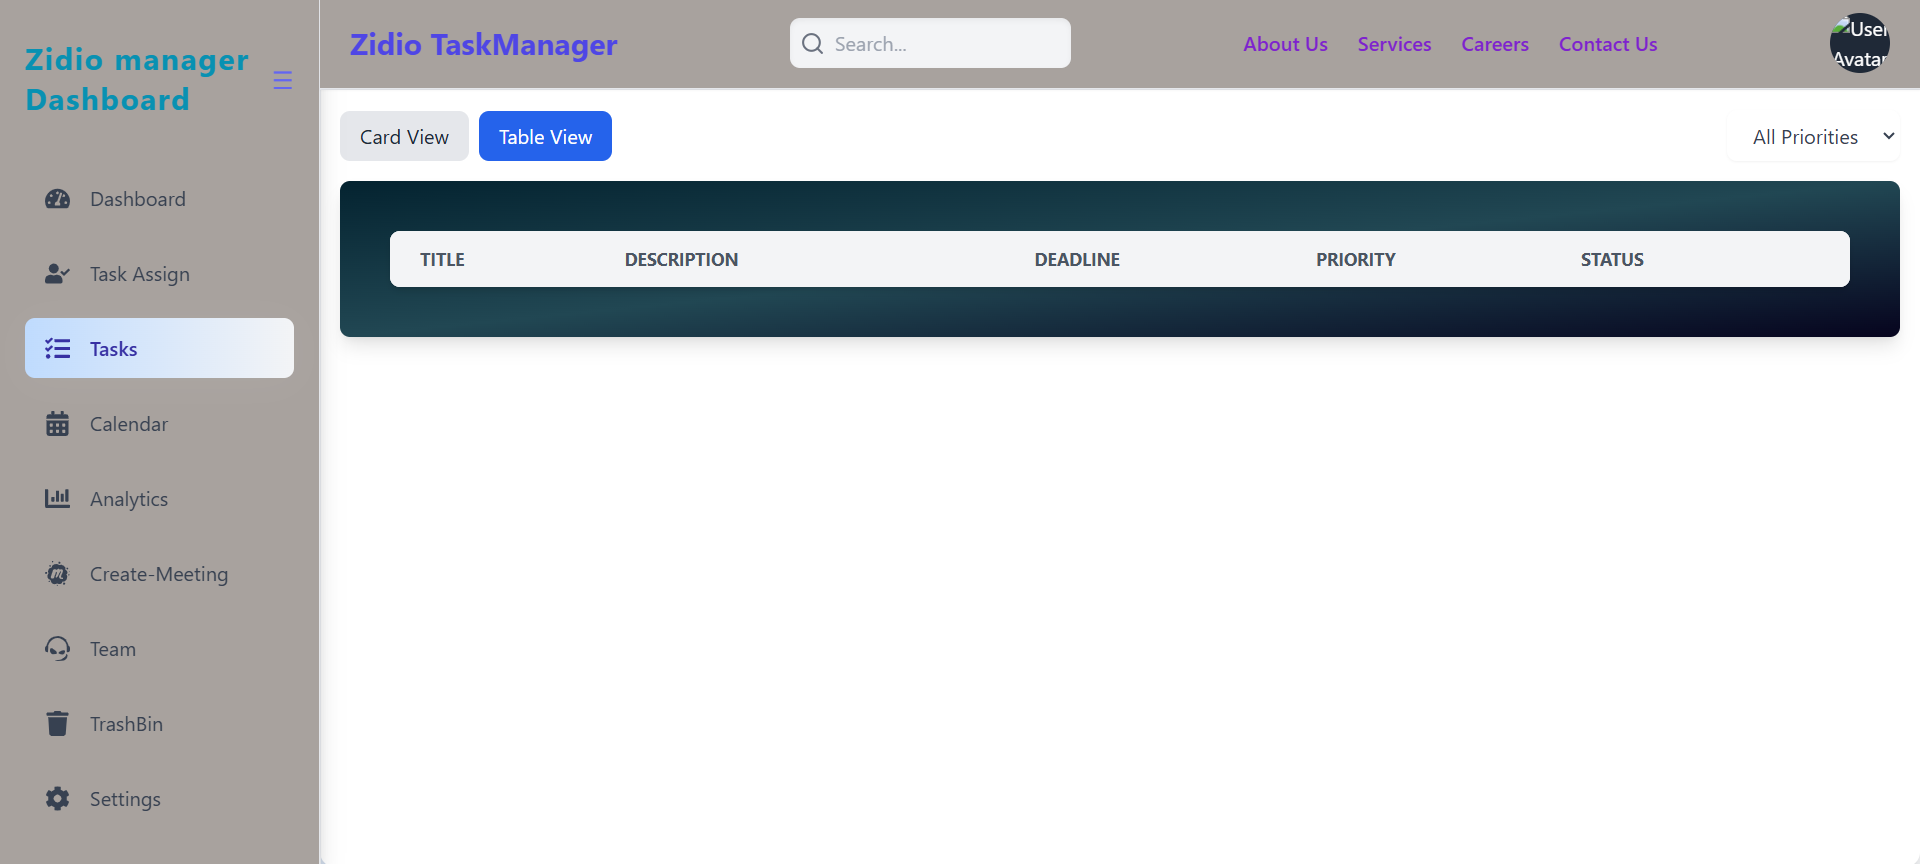 Zidio manager
Dashboard
Dashboard
Task Assign
Tasks
Calendar
Analytics
Create-Meeting
Team
TrashBin
Settings
Zidio TaskManager
Search...
About Us
Services
Careers
Contact Us
User
Avatar
Card View
Table View
All Priorities
TITLE
DESCRIPTION
DEADLINE
PRIORITY
STATUS